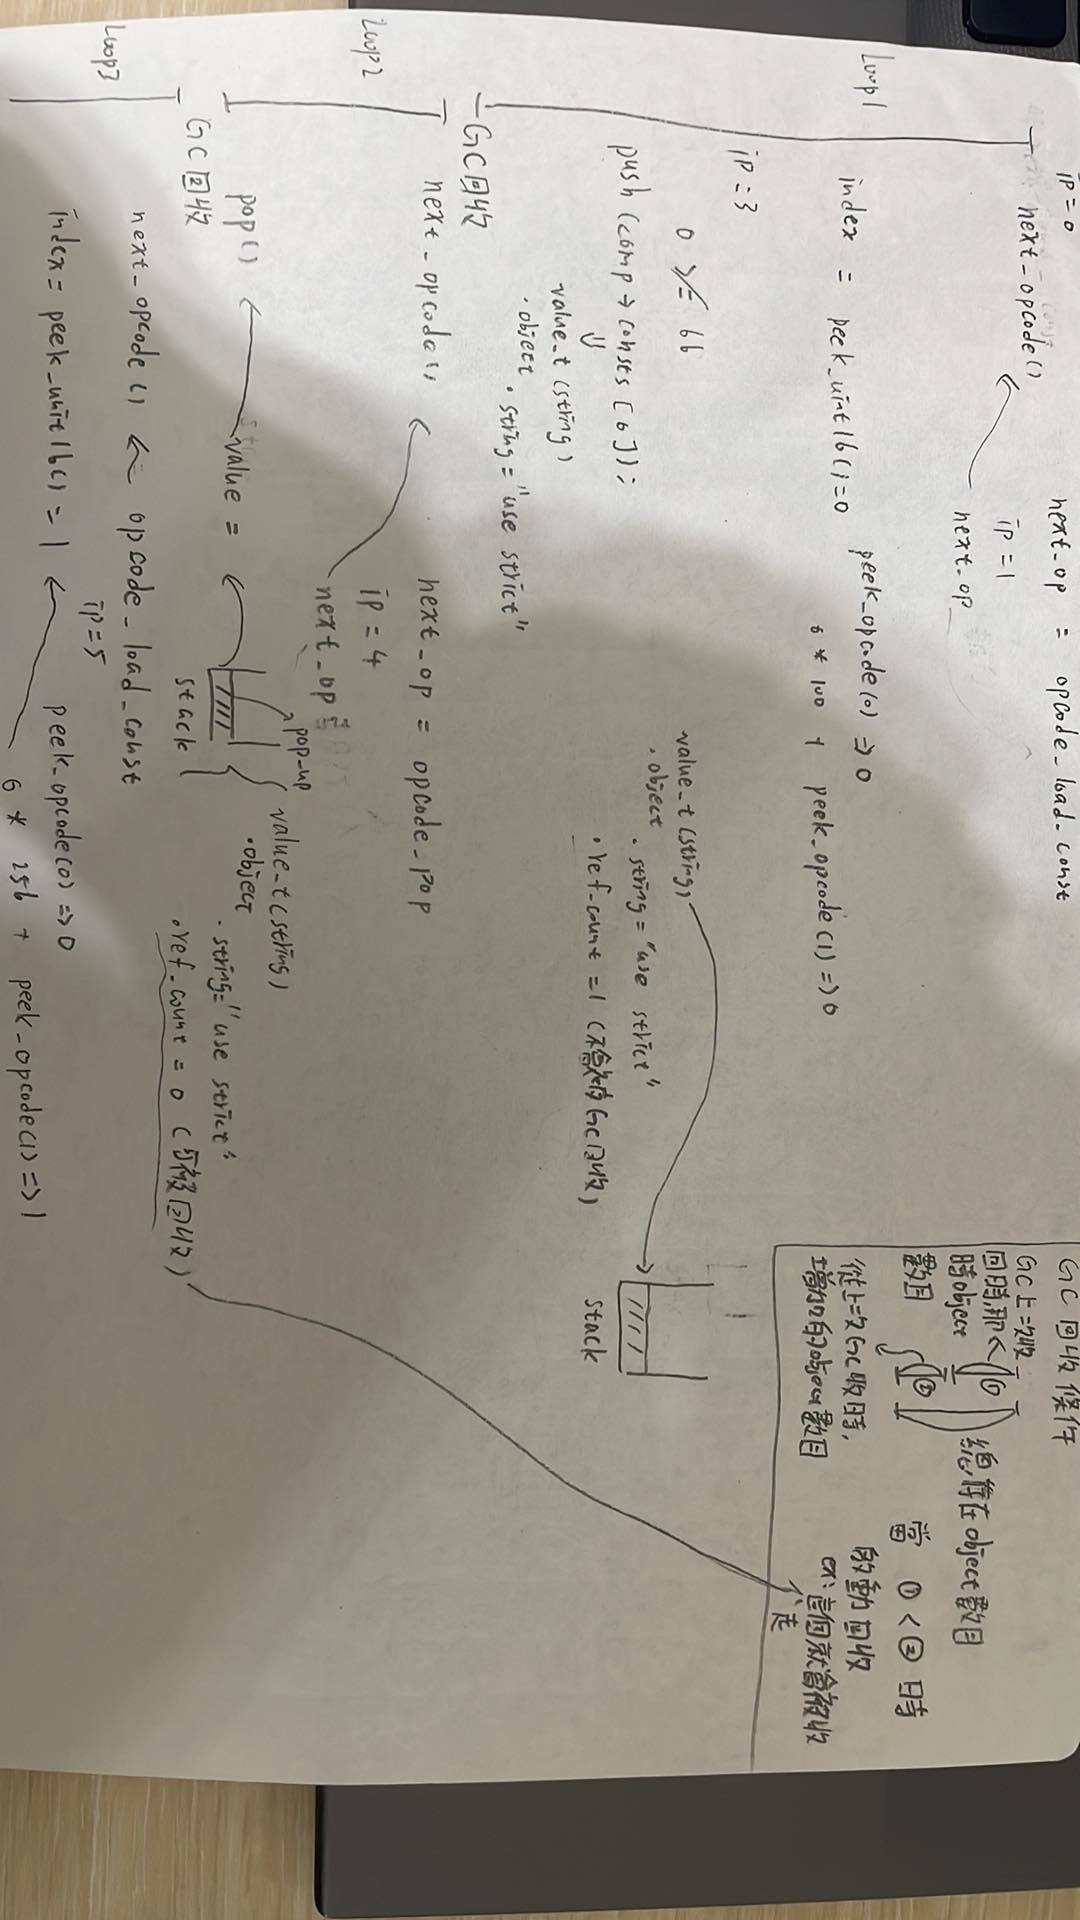 ip = 0
next_op = opcode_load_const
next_opcode()
ip = 1
next_op
Loop1
index = peek_uint16() = 0
peek_opcode(0) => 0
0 * 100 + peek_opcode(1) => 0
ip = 3
0 >= 66
push (comp → consts [0]);
value_t (string)
· object
· string = "use strict"
value_t (string)
· object
· string = "use strict"
· ref_count = 1 (不會被GC回收)
stack
GC回收條件
GC上一次收
回時,那
時object
數目
①
②
總存在object數目
從上一次GC收時,
增加的object數目
當 ① < ② 時
啟動回收
ex: 這個就會被收
走
GC回收
Loop2
next_opcode()
next_op = opcode_pop
ip = 4
next_op
pop-up
pop()
value =
stack
value_t (string)
· object
· string = "use strict"
· ref_count = 0 (可被回收)
GC回收
Loop3
next_opcode() ← opcode_load_const
ip = 5
index = peek_unit16() = 1
peek_opcode(0) => 0
0 * 256 + peek_opcode(1) => 1